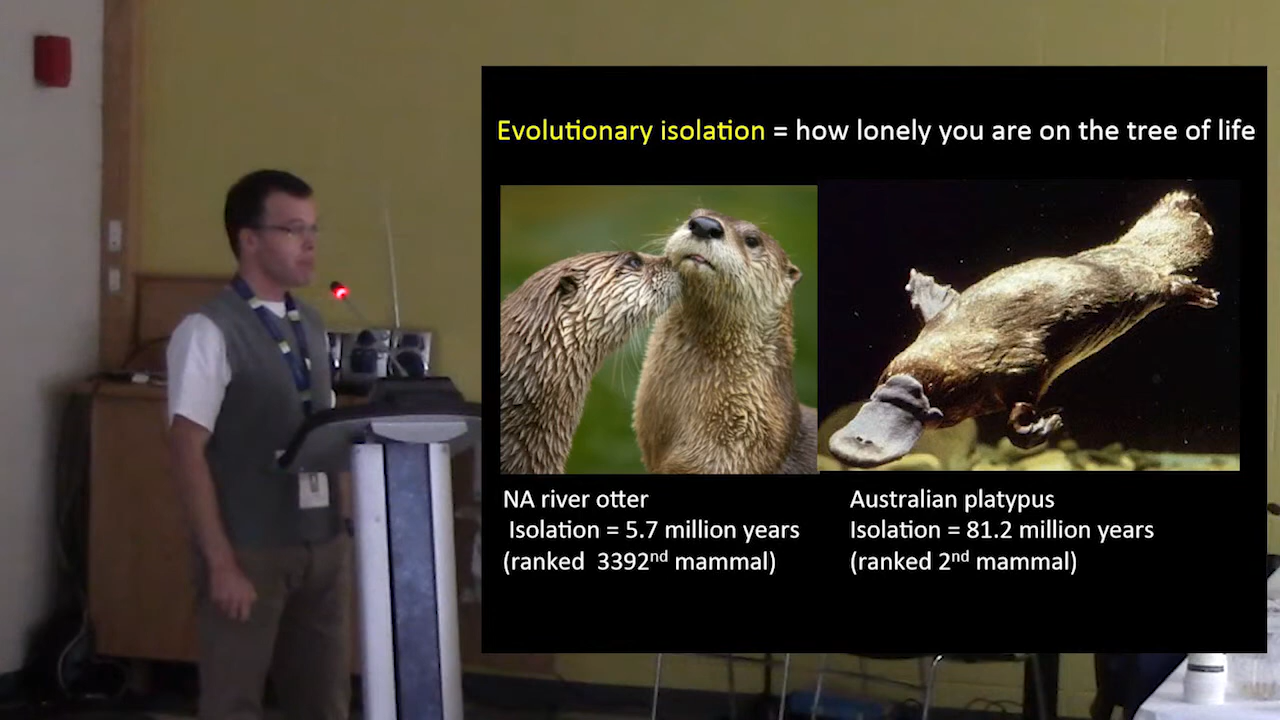 Evolutionary isolation = how lonely you are on the tree of life
NA river otter
Isolation = 5.7 million years
(ranked 3392nd mammal)
Australian platypus
Isolation = 81.2 million years
(ranked 2nd mammal)